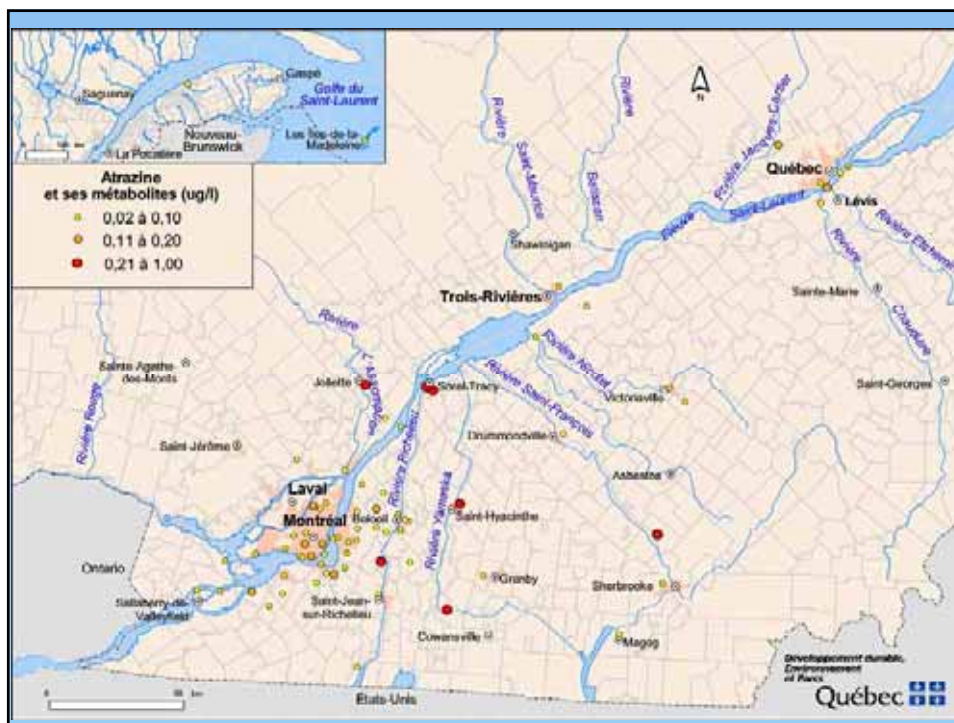 Saguenay
Gaspé
Golfe du
Saint-Laurent
Nouveau-
Brunswick
Les Îles-de-la-
Madeleine
La Pocatière
Atrazine
et ses métabolites (ug/l)
0,02 à 0,10
0,11 à 0,20
0,21 à 1,00
N
Rivière
Saint-Maurice
Rivière
Batiscan
Rivière Jacques-Cartier
Québec
Lévis
Fleuve
Saint-Laurent
Rivière Etchemin
Rivière
Chaudière
Shawinigan
Trois-Rivières
Sainte-Marie
Saint-Georges
Rivière
L'Assomption
Sainte-Agathe-
des-Monts
Joliette
Sorel-Tracy
Rivière Nicolet
Victoriaville
Rivière Saint-François
Rivière Rouge
Saint-Jérôme
Drummondville
Asbestos
Rivière Richelieu
Rivière Yamaska
Laval
Montréal
Beloeil
Saint-Hyacinthe
Ontario
Salaberry-de-
Valleyfield
Saint-Jean-
sur-Richelieu
Granby
Sherbrooke
Cowansville
Magog
États-Unis
0
km
Développement durable,
Environnement
et Parcs
Québec